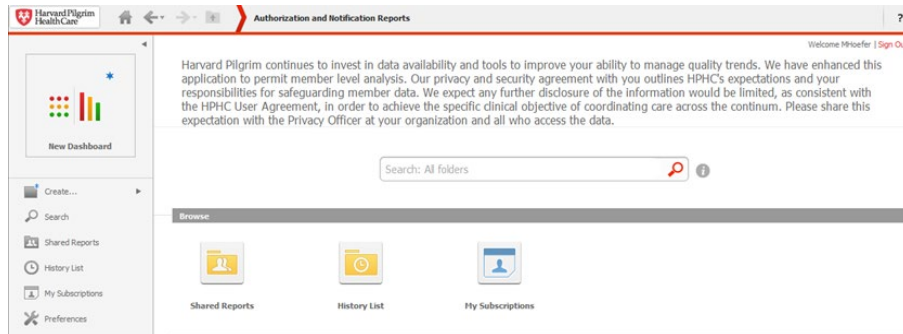 Harvard Pilgrim
HealthCare
Authorization and Notification Reports
?
Welcome MHoefer | Sign Ou
Harvard Pilgrim continues to invest in data availability and tools to improve your ability to manage quality trends. We have enhanced this
application to permit member level analysis. Our privacy and security agreement with you outlines HPHC's expectations and your
responsibilities for safeguarding member data. We expect any further disclosure of the information would be limited, as consistent with
the HPHC User Agreement, in order to achieve the specific clinical objective of coordinating care across the continum. Please share this
expectation with the Privacy Officer at your organization and all who access the data.
New Dashboard
Search: All folders
Create...
Search
Shared Reports
History List
My Subscriptions
Preferences
Browse
Shared Reports
History List
My Subscriptions